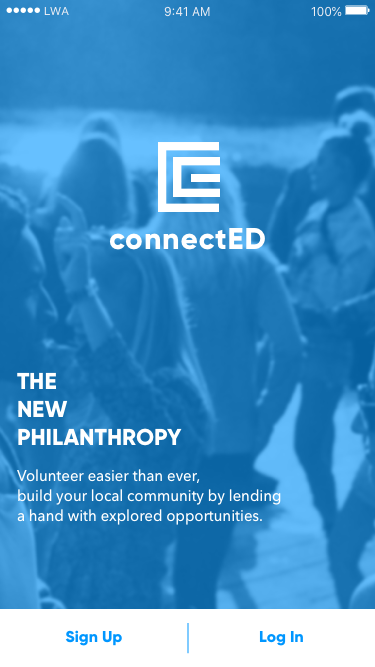 LWA 9:41 AM 100%
connectED
THE
NEW
PHILANTHROPY
Volunteer easier than ever,
build your local community by lending
a hand with explored opportunities.
Sign Up Log In